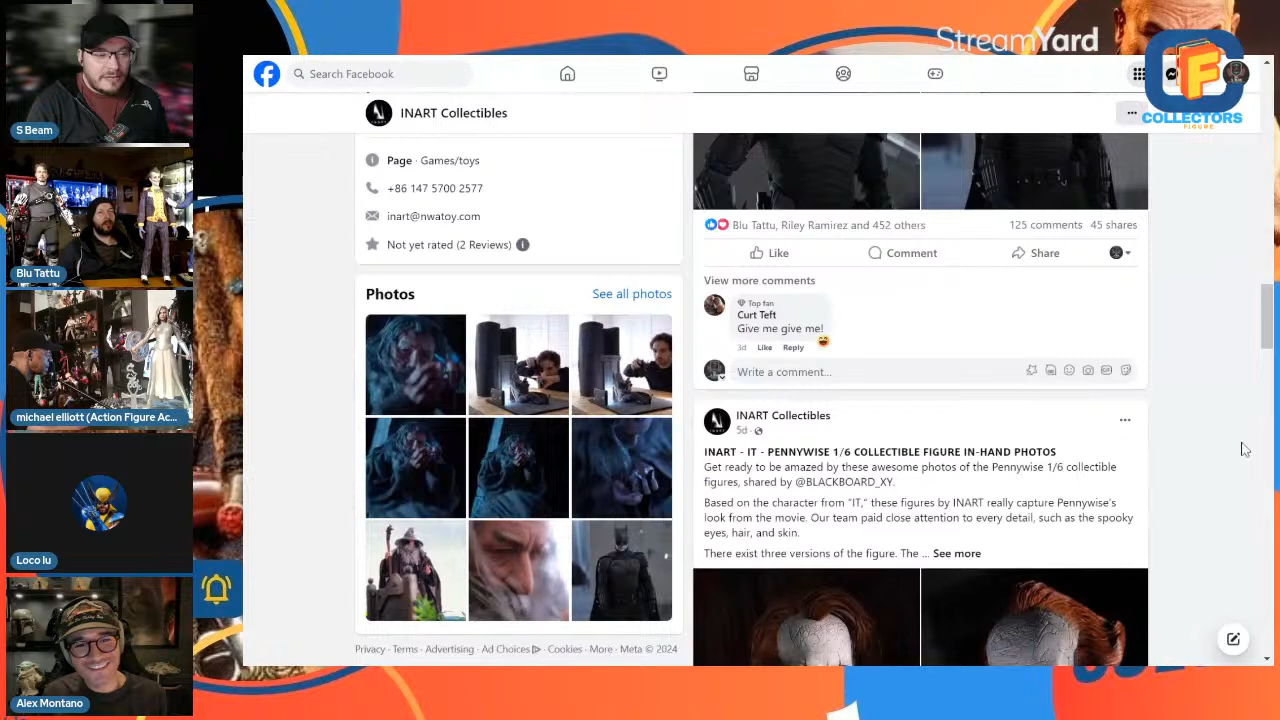 StreamYard
F
COLLECTORS
FIGURE
S Beam
Blu Tattu
michael elliott (Action Figure Ac...
Loco lu
Alex Montano
Search Facebook
INART Collectibles
Page · Games/toys
+86 147 5700 2577
inart@nwatoy.com
Not yet rated (2 Reviews)
Photos
See all photos
Privacy · Terms · Advertising · Ad Choices · Cookies · More · Meta © 2024
Blu Tattu, Riley Ramirez and 452 others
125 comments 45 shares
Like
Comment
Share
View more comments
Top fan
Curt Teft
Give me give me!
3d Like Reply
Write a comment...
INART Collectibles
5d ·
INART - IT - PENNYWISE 1/6 COLLECTIBLE FIGURE IN-HAND PHOTOS
Get ready to be amazed by these awesome photos of the Pennywise 1/6 collectible
figures, shared by @BLACKBOARD_XY.
Based on the character from "IT," these figures by INART really capture Pennywise's
look from the movie. Our team paid close attention to every detail, such as the spooky
eyes, hair, and skin.
There exist three versions of the figure. The ... See more